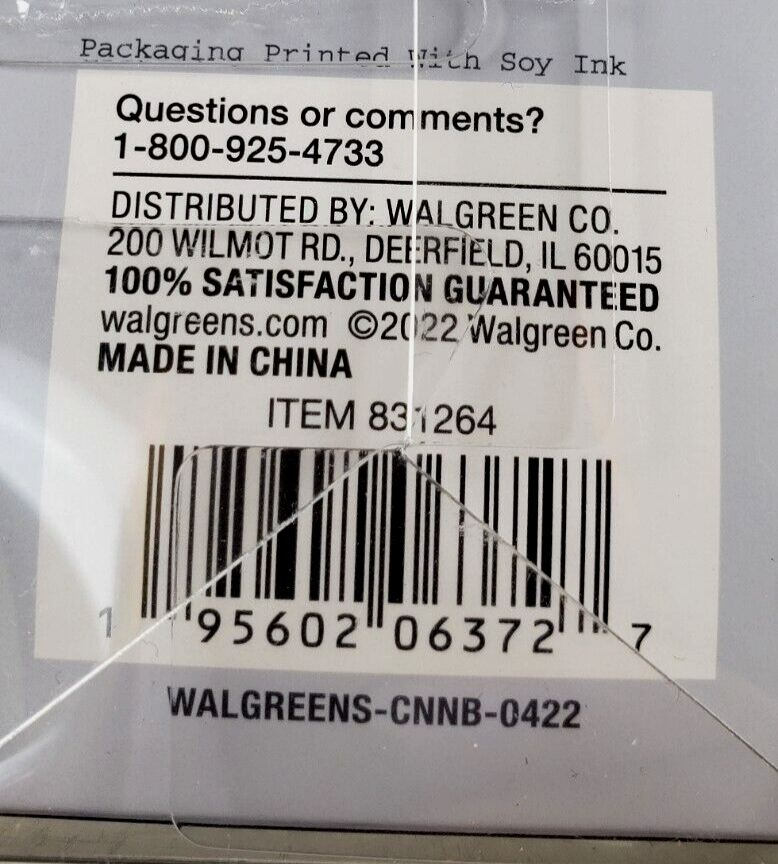 Packaging Printed With Soy Ink
Questions or comments?
1-800-925-4733
DISTRIBUTED BY: WALGREEN CO.
200 WILMOT RD., DEERFIELD, IL 60015
100% SATISFACTION GUARANTEED
walgreens.com ©2022 Walgreen Co.
MADE IN CHINA
ITEM 831264
1 95602 06372 7
WALGREENS-CNNB-0422